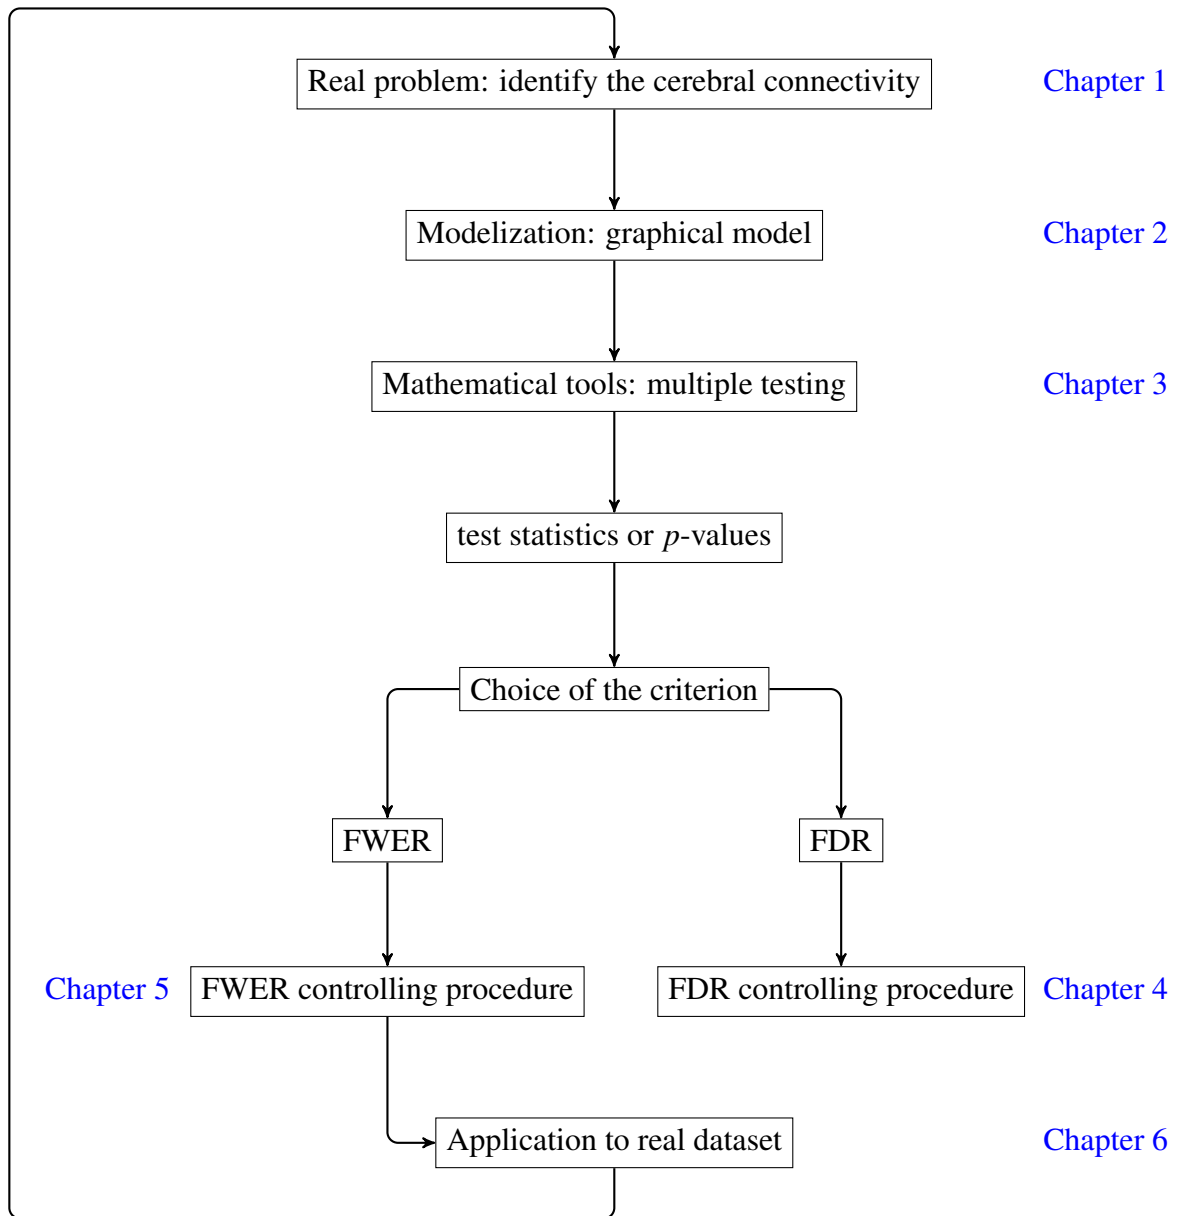 Real problem: identify the cerebral connectivity Chapter 1
Modelization: graphical model Chapter 2
Mathematical tools: multiple testing Chapter 3
test statistics or p-values
Choice of the criterion
FWER FDR
Chapter 5 FWER controlling procedure FDR controlling procedure Chapter 4
Application to real dataset Chapter 6